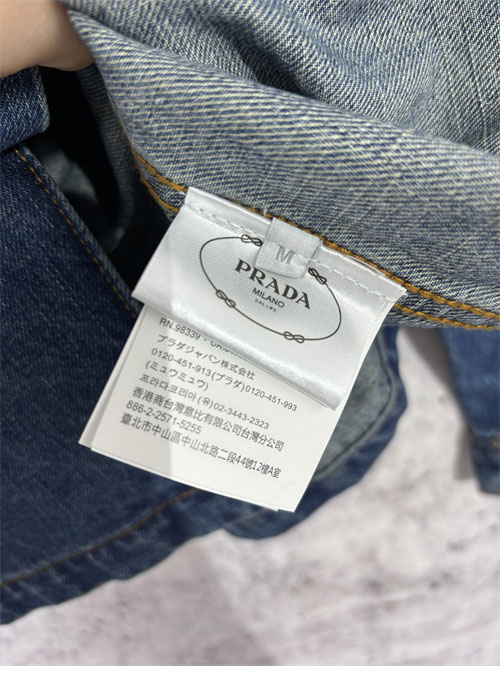 M
PRADA
MILANO
DAL 1913
RN.98339 -
プラダジャパン株式会社
0120-451-913(プラダ)0120-451-993
(ミュウミュウ)
프라다코리아(유)02-3443-2323
香港商台灣意比有限公司台灣分公司
886-2-2571-5255
臺北市中山區中山北路二段44號12樓A室